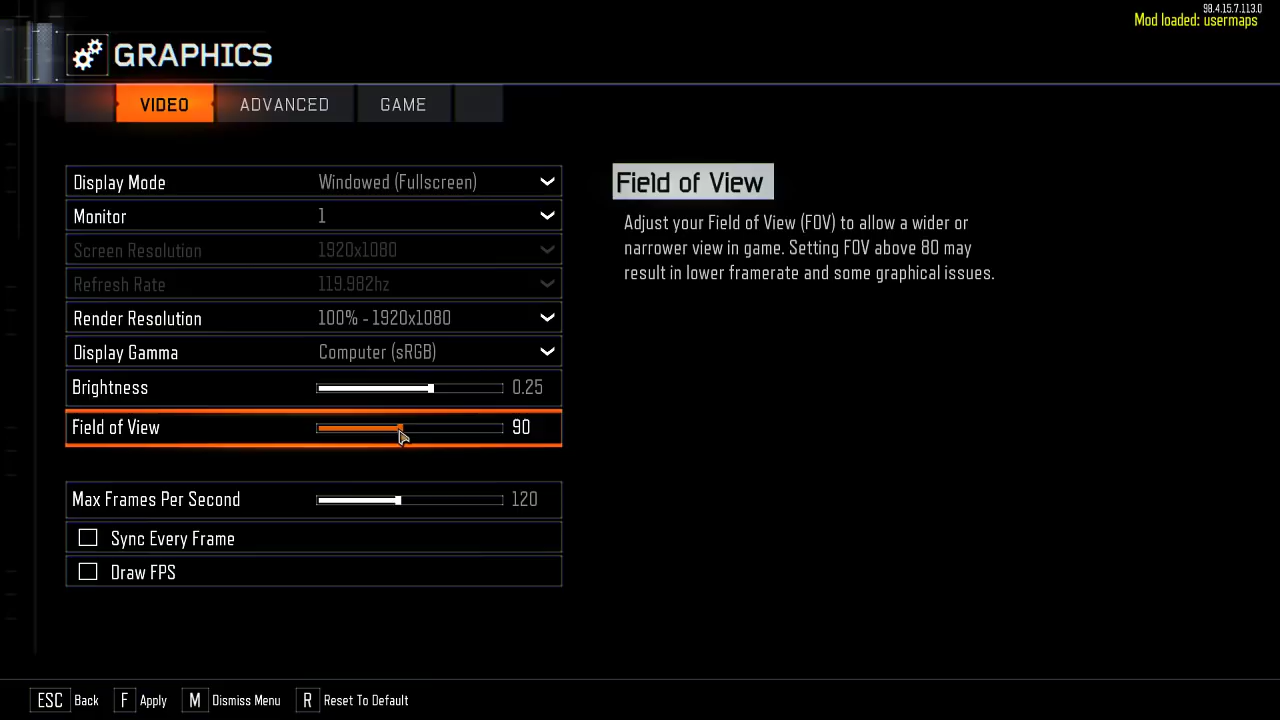 98.4.15.7.113.0
Mod loaded: usermaps
GRAPHICS
VIDEO ADVANCED GAME
Display Mode Windowed (Fullscreen)
Monitor 1
Screen Resolution 1920x1080
Refresh Rate 119.982hz
Render Resolution 100% - 1920x1080
Display Gamma Computer (sRGB)
Brightness 0.25
Field of View 90
Max Frames Per Second 120
Sync Every Frame
Draw FPS
Field of View
Adjust your Field of View (FOV) to allow a wider or
narrower view in game. Setting FOV above 80 may
result in lower framerate and some graphical issues.
ESC Back F Apply M Dismiss Menu R Reset To Default